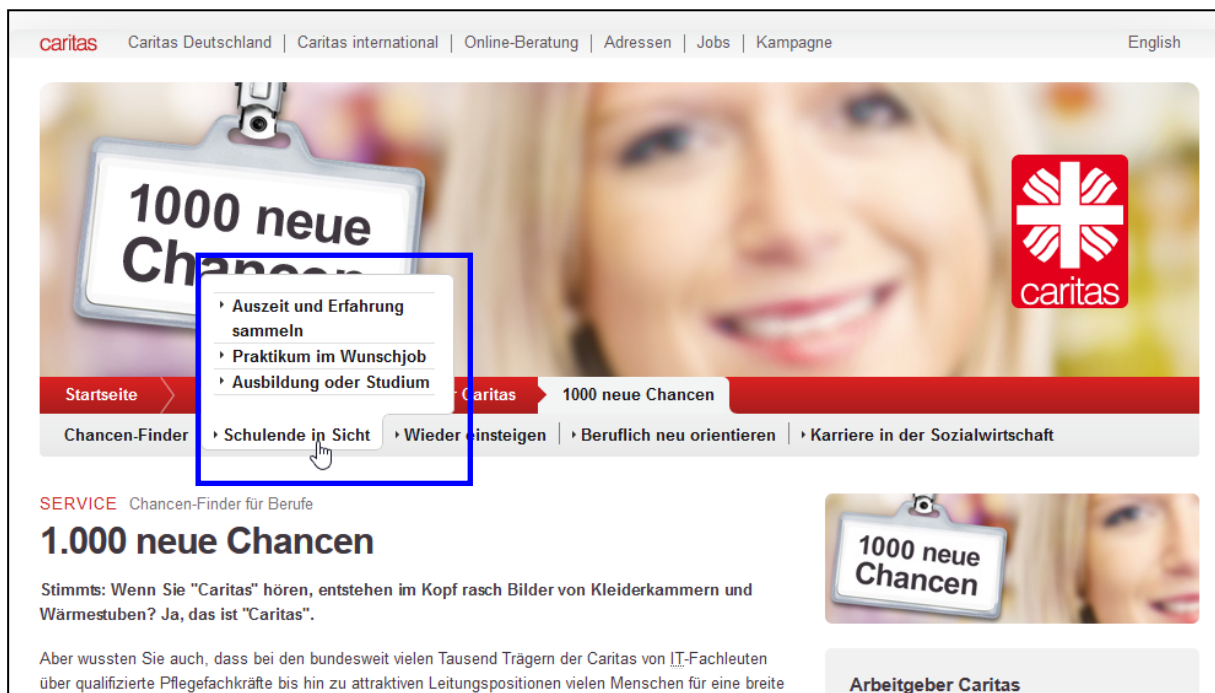 caritas Caritas Deutschland | Caritas international | Online-Beratung | Adressen | Jobs | Kampagne English
1000 neue
Chancen
caritas
Auszeit und Erfahrung
sammeln
Praktikum im Wunschjob
Ausbildung oder Studium
Startseite Caritas 1000 neue Chancen
Chancen-Finder Schulende in Sicht Wieder einsteigen Beruflich neu orientieren Karriere in der Sozialwirtschaft
SERVICE Chancen-Finder für Berufe
1.000 neue Chancen
Stimmts: Wenn Sie "Caritas" hören, entstehen im Kopf rasch Bilder von Kleiderkammern und
Wärmestuben? Ja, das ist "Caritas".
Aber wussten Sie auch, dass bei den bundesweit vielen Tausend Trägern der Caritas von IT-Fachleuten
über qualifizierte Pflegefachkräfte bis hin zu attraktiven Leitungspositionen vielen Menschen für eine breite
1000 neue
Chancen
Arbeitgeber Caritas